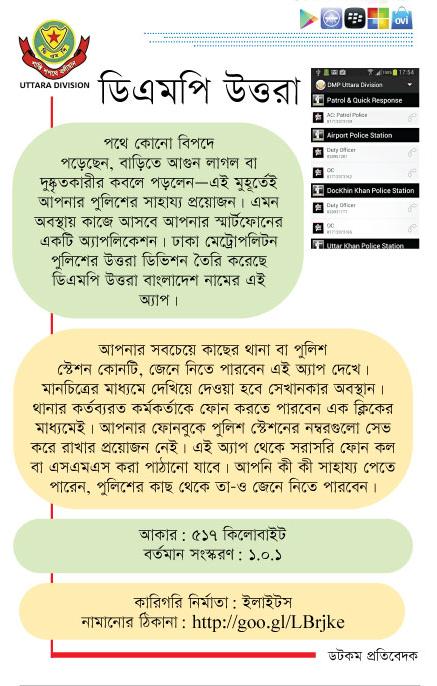 UTTARA DIVISION
ডিএমপি উত্তরা
17:54
DMP Uttara Division
Patrol & Quick Response
AC: Patrol Police
Airport Police Station
Duty Officer
OC
DocKhin Khan Police Station
Duty Officer
OC
Uttar Khan Police Station
পথে কোনো বিপদে
পড়েছেন, বাড়িতে আগুন লাগল বা
দুষ্কৃতকারীর কবলে পড়লেন—এই মুহূর্তেই
আপনার পুলিশের সাহায্য প্রয়োজন। এমন
অবস্থায় কাজে আসবে আপনার স্মার্টফোনের
একটি অ্যাপলিকেশন। ঢাকা মেট্রোপলিটন
পুলিশের উত্তরা ডিভিশন তৈরি করেছে
ডিএমপি উত্তরা বাংলাদেশ নামের এই
অ্যাপ।
আপনার সবচেয়ে কাছের থানা বা পুলিশ
স্টেশন কোনটি, জেনে নিতে পারবেন এই অ্যাপ দেখে।
মানচিত্রের মাধ্যমে দেখিয়ে দেওয়া হবে সেখানকার অবস্থান।
থানার কর্তব্যরত কর্মকর্তাকে ফোন করতে পারবেন এক ক্লিকের
মাধ্যমেই। আপনার ফোনবুকে পুলিশ স্টেশনের নম্বরগুলো সেভ
করে রাখার প্রয়োজন নেই। এই অ্যাপ থেকে সরাসরি ফোন কল
বা এসএমএস করা পাঠানো যাবে। আপনি কী কী সাহায্য পেতে
পারেন, পুলিশের কাছ থেকে তা-ও জেনে নিতে পারবেন।
আকার : ৫১৭ কিলোবাইট
বর্তমান সংস্করণ : ১.০.১
কারিগরি নির্মাতা : ইলাইটস
নামানোর ঠিকানা : http://goo.gl/LBrjke
ডটকম প্রতিবেদক